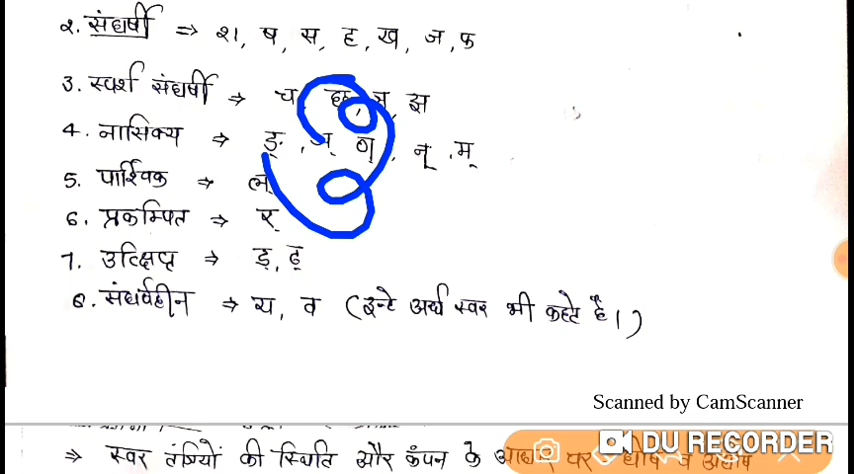 २. संघर्षी ⇒ श, ष, स, ह, ख, ज, फ
3. स्पर्श संघर्षी ⇒ च, छ, ज, झ
4. नासिक्य ⇒ ङ्, ञ् ण्, न्, म्
5. पार्श्विक ⇒ ल्
6. प्रकम्पित ⇒ र्
7. उत्क्षिप्त ⇒ ड़्, ढ़्
8. संघर्षहीन ⇒ य, व (इन्हे अर्ध स्वर भी कहते हैं।)
Scanned by CamScanner
⇒ स्वर तंत्रियों की स्थिति और कंपन के आधार पर घोष व अघोष
DU RECORDER